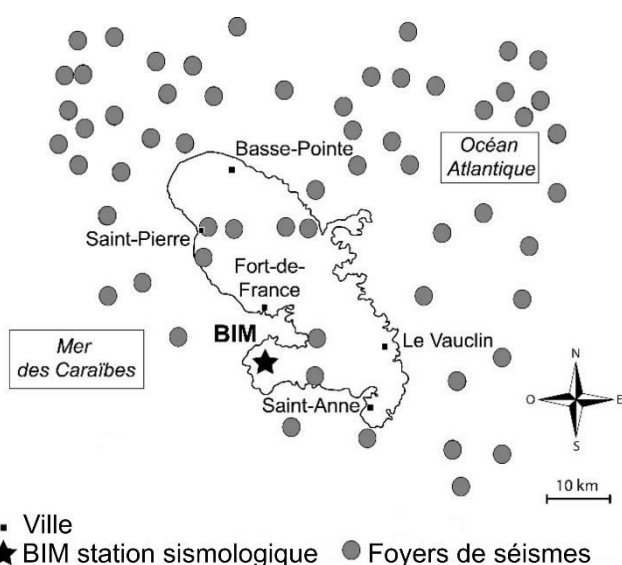 Basse-Pointe
Océan
Atlantique
Saint-Pierre
Fort-de-
France
BIM
Le Vauclin
Mer
des Caraïbes
Saint-Anne
N
O
E
S
10 km
Ville
BIM station sismologique
Foyers de séismes